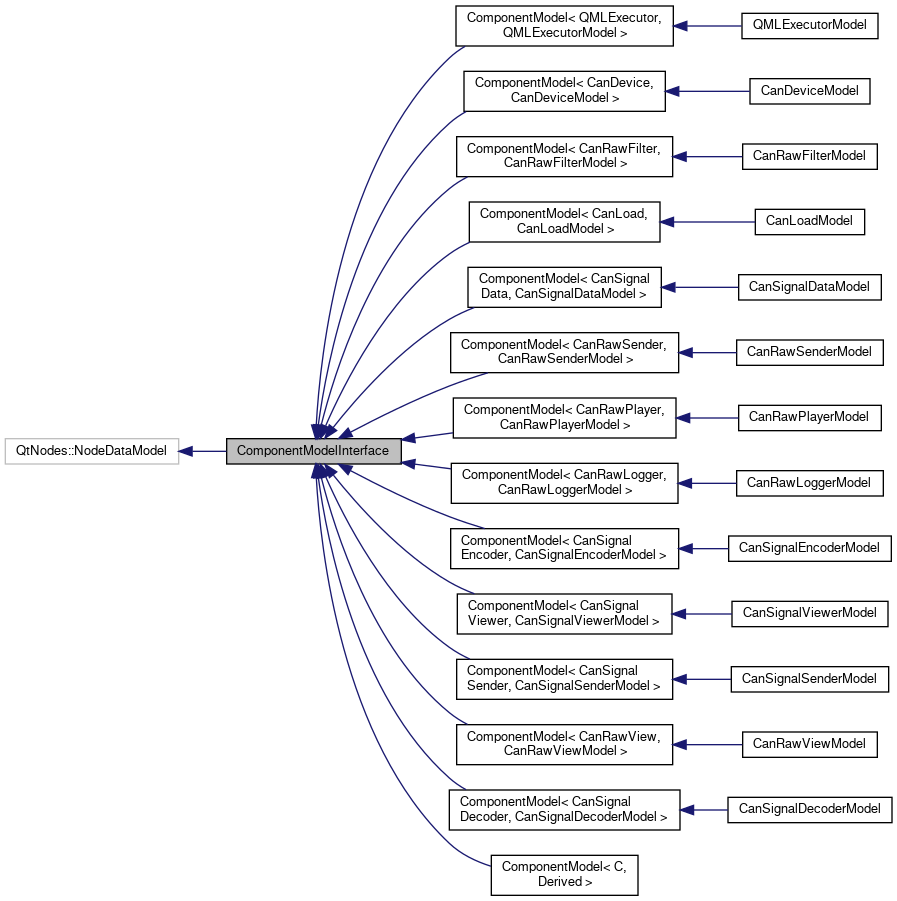 ComponentModel< QMLExecutor,
QMLExecutorModel >
QMLExecutorModel
ComponentModel< CanDevice,
CanDeviceModel >
CanDeviceModel
ComponentModel< CanRawFilter,
CanRawFilterModel >
CanRawFilterModel
ComponentModel< CanLoad,
CanLoadModel >
CanLoadModel
ComponentModel< CanSignal
Data, CanSignalDataModel >
CanSignalDataModel
ComponentModel< CanRawSender,
CanRawSenderModel >
CanRawSenderModel
ComponentModel< CanRawPlayer,
CanRawPlayerModel >
CanRawPlayerModel
QtNodes::NodeDataModel
ComponentModelInterface
ComponentModel< CanRawLogger,
CanRawLoggerModel >
CanRawLoggerModel
ComponentModel< CanSignal
Encoder, CanSignalEncoderModel >
CanSignalEncoderModel
ComponentModel< CanSignal
Viewer, CanSignalViewerModel >
CanSignalViewerModel
ComponentModel< CanSignal
Sender, CanSignalSenderModel >
CanSignalSenderModel
ComponentModel< CanRawView,
CanRawViewModel >
CanRawViewModel
ComponentModel< CanSignal
Decoder, CanSignalDecoderModel >
CanSignalDecoderModel
ComponentModel< C,
Derived >